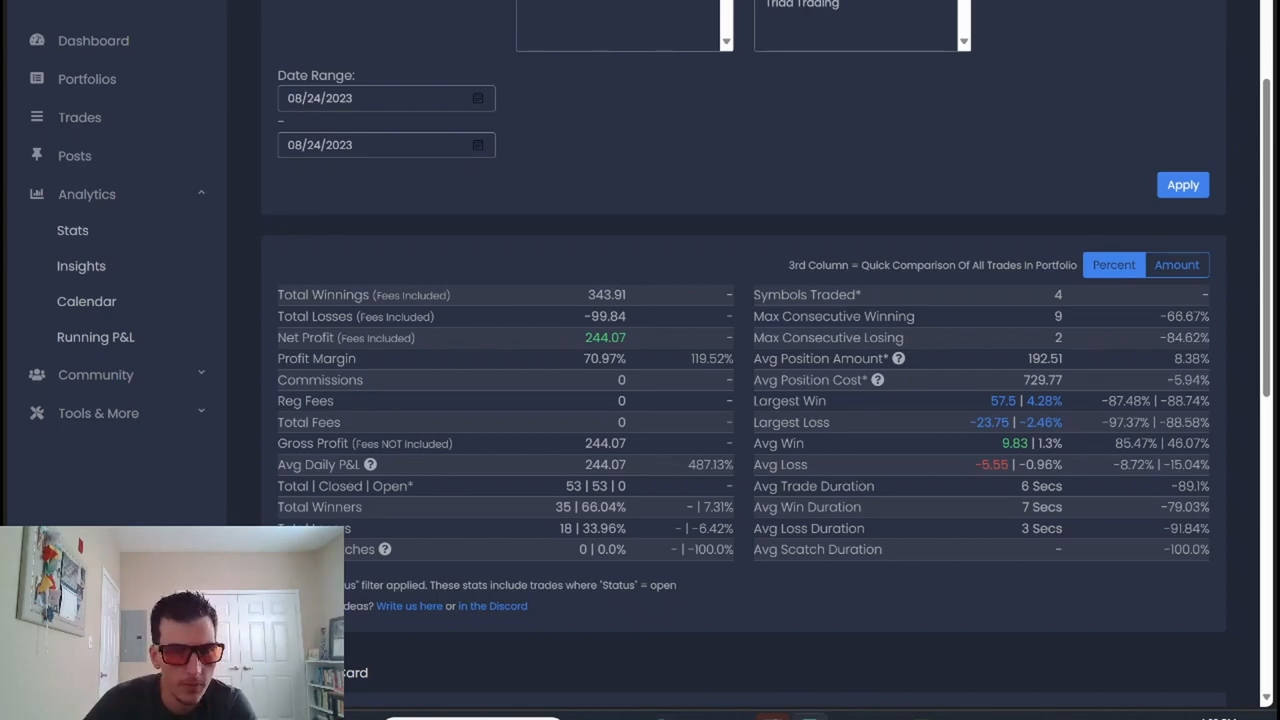 Triad Trading
Dashboard
Portfolios
Trades
Posts
Analytics
Stats
Insights
Calendar
Running P&L
Community
Tools & More
Date Range:
08/24/2023
–
08/24/2023
Apply
3rd Column = Quick Comparison Of All Trades In Portfolio Percent Amount
Total Winnings (Fees Included) 343.91 -
Total Losses (Fees Included) -99.84 -
Net Profit (Fees Included) 244.07 -
Profit Margin 70.97% 119.52%
Commissions 0 -
Reg Fees 0 -
Total Fees 0 -
Gross Profit (Fees NOT Included) 244.07 -
Avg Daily P&L 244.07 487.13%
Total | Closed | Open* 53 | 53 | 0 -
Total Winners 35 | 66.04% - | 7.31%
18 | 33.96% - | -6.42%
ches 0 | 0.0% - | -100.0%
Symbols Traded* 4 -
Max Consecutive Winning 9 -66.67%
Max Consecutive Losing 2 -84.62%
Avg Position Amount* 192.51 8.38%
Avg Position Cost* 729.77 -5.94%
Largest Win 57.5 | 4.28% -87.48% | -88.74%
Largest Loss -23.75 | -2.46% -97.37% | -88.58%
Avg Win 9.83 | 1.3% 85.47% | 46.07%
Avg Loss -5.55 | -0.96% -8.72% | -15.04%
Avg Trade Duration 6 Secs -89.1%
Avg Win Duration 7 Secs -79.03%
Avg Loss Duration 3 Secs -91.84%
Avg Scatch Duration - -100.0%
us" filter applied. These stats include trades where "Status" = open
deas? Write us here or in the Discord
Card